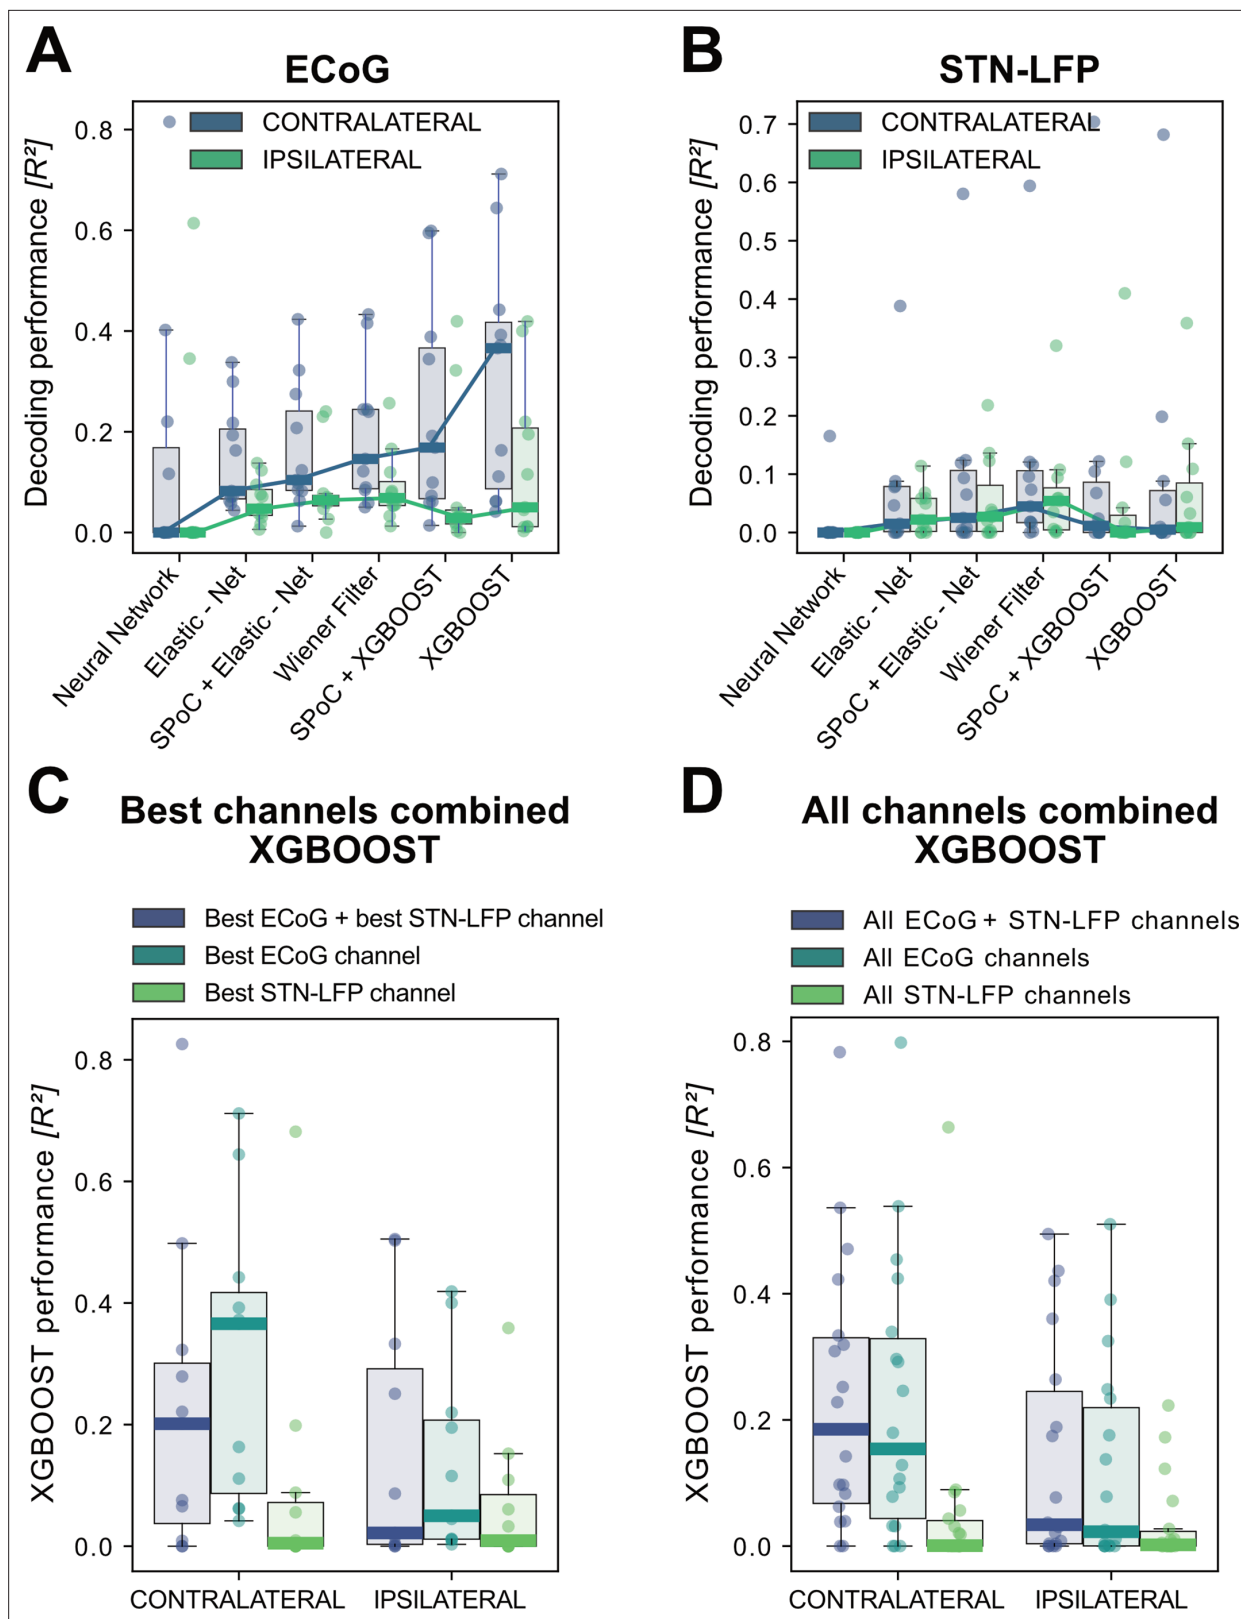 A
ECoG
CONTRALATERAL
IPSILATERAL
Decoding performance [R²]
0.8
0.6
0.4
0.2
0.0
Neural Network
Elastic - Net
SPoC + Elastic - Net
Wiener Filter
SPoC + XGBOOST
XGBOOST
B
STN-LFP
CONTRALATERAL
IPSILATERAL
Decoding performance [R²]
0.7
0.6
0.5
0.4
0.3
0.2
0.1
0.0
Neural Network
Elastic - Net
SPoC + Elastic - Net
Wiener Filter
SPoC + XGBOOST
XGBOOST
C
Best channels combined
XGBOOST
Best ECoG + best STN-LFP channel
Best ECoG channel
Best STN-LFP channel
XGBOOST performance [R²]
0.8
0.6
0.4
0.2
0.0
CONTRALATERAL
IPSILATERAL
D
All channels combined
XGBOOST
All ECoG + STN-LFP channels
All ECoG channels
All STN-LFP channels
XGBOOST performance [R²]
0.8
0.6
0.4
0.2
0.0
CONTRALATERAL
IPSILATERAL